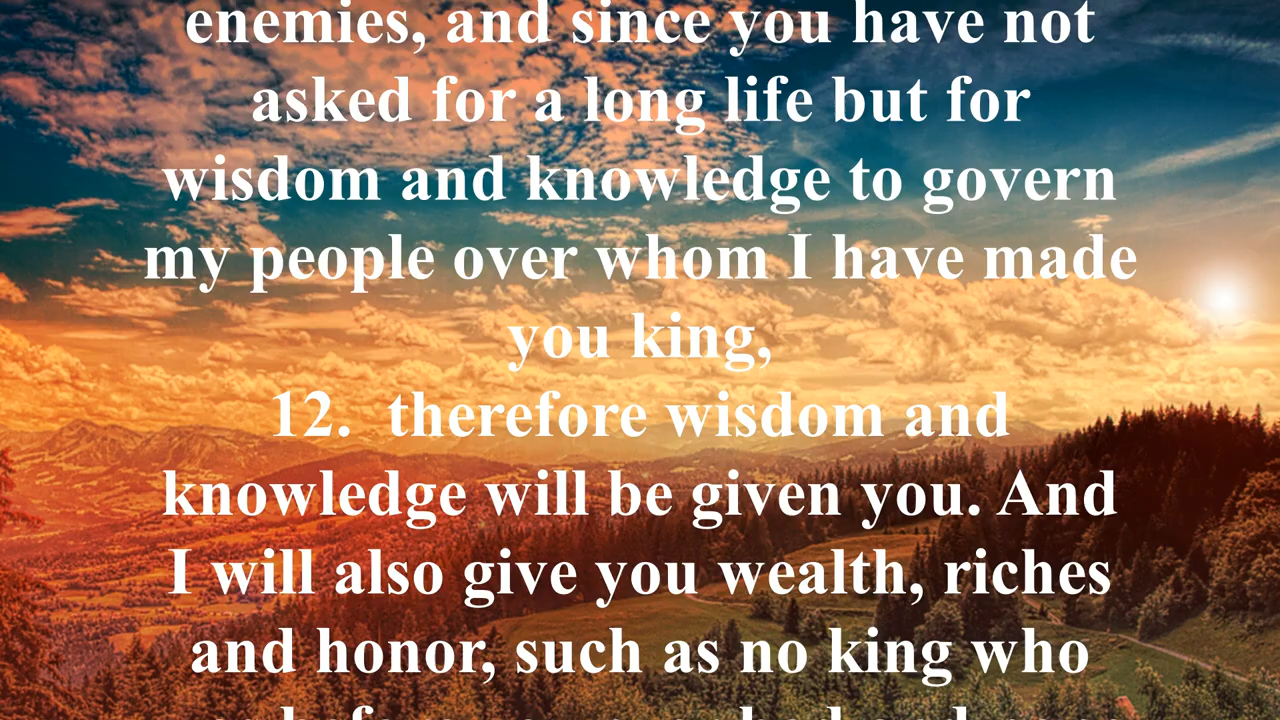 enemies, and since you have not
asked for a long life but for
wisdom and knowledge to govern
my people over whom I have made
you king,
12. therefore wisdom and
knowledge will be given you. And
I will also give you wealth, riches
and honor, such as no king who